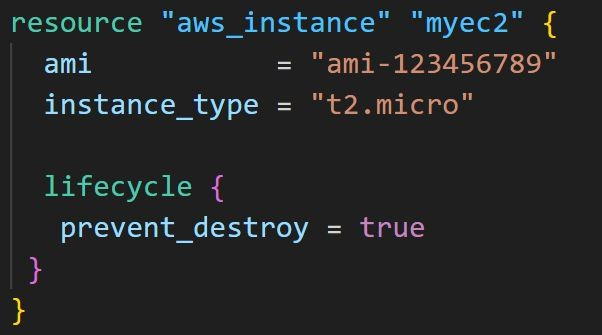 resource "aws_instance" "myec2" {
  ami           = "ami-123456789"
  instance_type = "t2.micro"

  lifecycle {
   prevent_destroy = true
 }
}